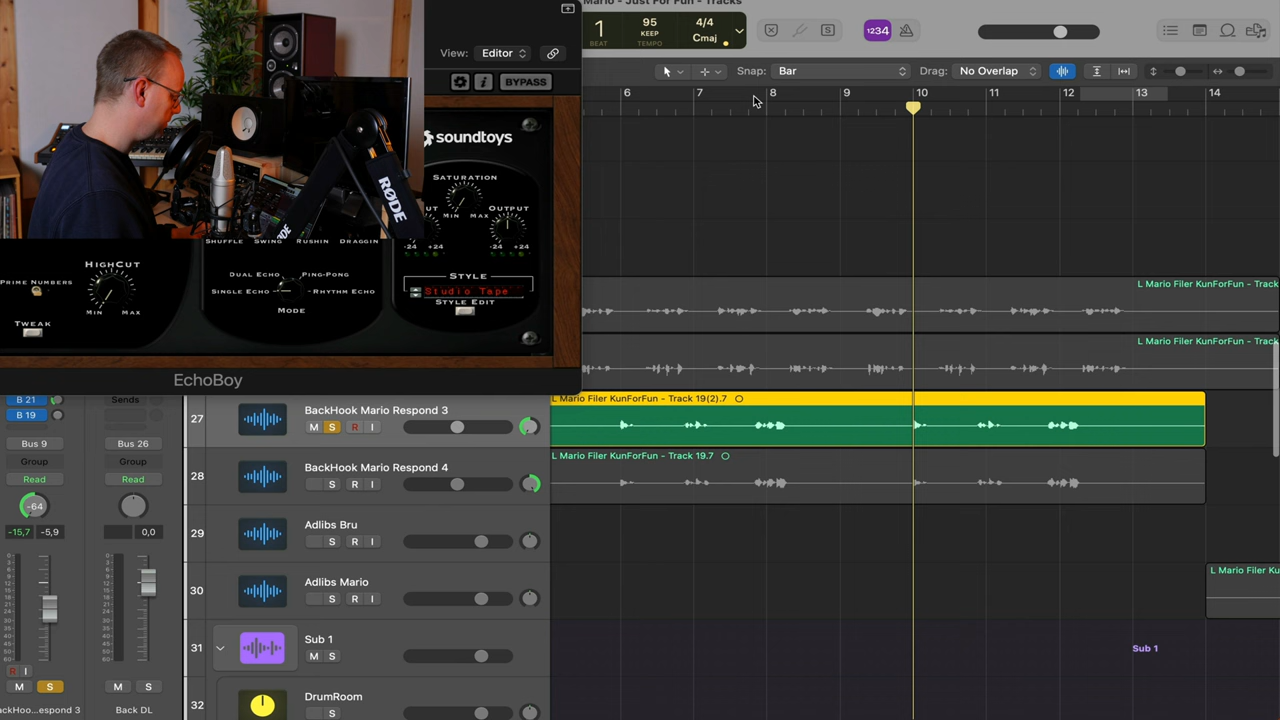 Mario - Just For Fun - Tracks
View: Editor
BYPASS
1
BEAT
95
KEEP
TEMPO
4/4
Cmaj
1234
Snap: Bar
Drag: No Overlap
6 7 8 9 10 11 12 13 14
soundtoys
SATURATION
MIN MAX
OUTPUT
-24 +24
SHUFFLE SWING RUSHIN DRAGGIN
HIGHCUT
MIN MAX
PRIME NUMBERS
TWEAK
DUAL ECHO PING-PONG
SINGLE ECHO RHYTHM ECHO
MODE
STYLE
Studio Tape
STYLE EDIT
EchoBoy
RØDE
L Mario Filer KunForFun - Track
L Mario Filer KunForFun - Track
B 21
B 19
Sends
Bus 9 Bus 26
Group Group
Read Read
-64
-15,7 -5,9 0,0
R I
M S M S
Back DL
27 BackHook Mario Respond 3
M S R I
L Mario Filer KunForFun - Track 19(2).7
28 BackHook Mario Respond 4
S R I
L Mario Filer KunForFun - Track 19.7
29 Adlibs Bru
S R I
30 Adlibs Mario
S R I
L Mario Filer Ku
31 Sub 1
M S
Sub 1
32 DrumRoom
S